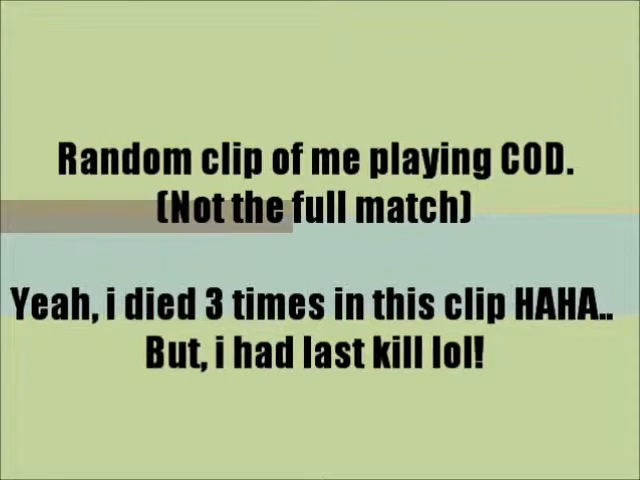 Random clip of me playing COD.
(Not the full match)
Yeah, i died 3 times in this clip HAHA..
But, i had last kill lol!